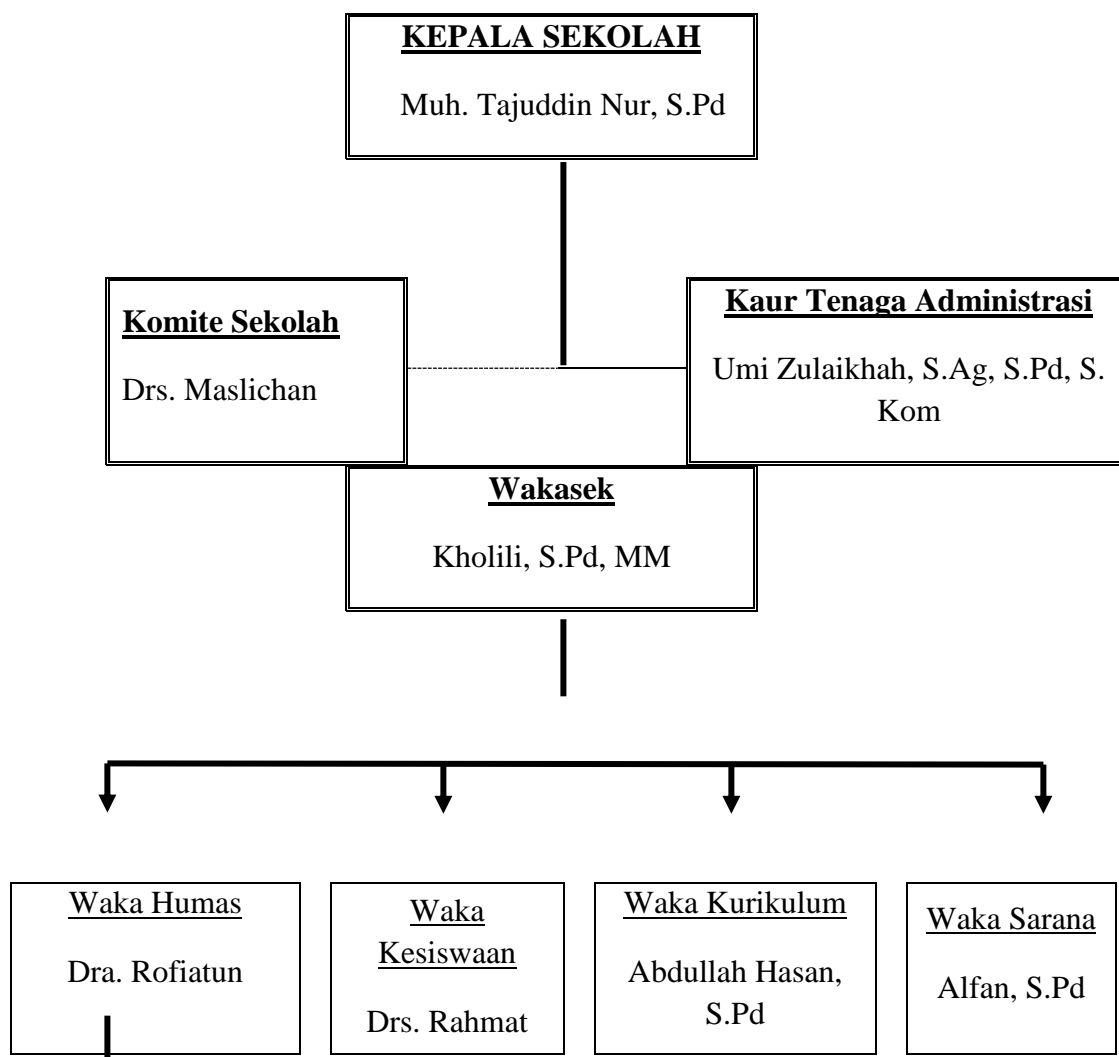 KEPALA SEKOLAH
Muh. Tajuddin Nur, S.Pd
Komite Sekolah
Drs. Maslichan
Kaur Tenaga Administrasi
Umi Zulaikhah, S.Ag, S.Pd, S.
Kom
Wakasek
Kholili, S.Pd, MM
Waka Humas
Dra. Rofiatun
Waka
Kesiswaan
Drs. Rahmat
Waka Kurikulum
Abdullah Hasan,
S.Pd
Waka Sarana
Alfan, S.Pd